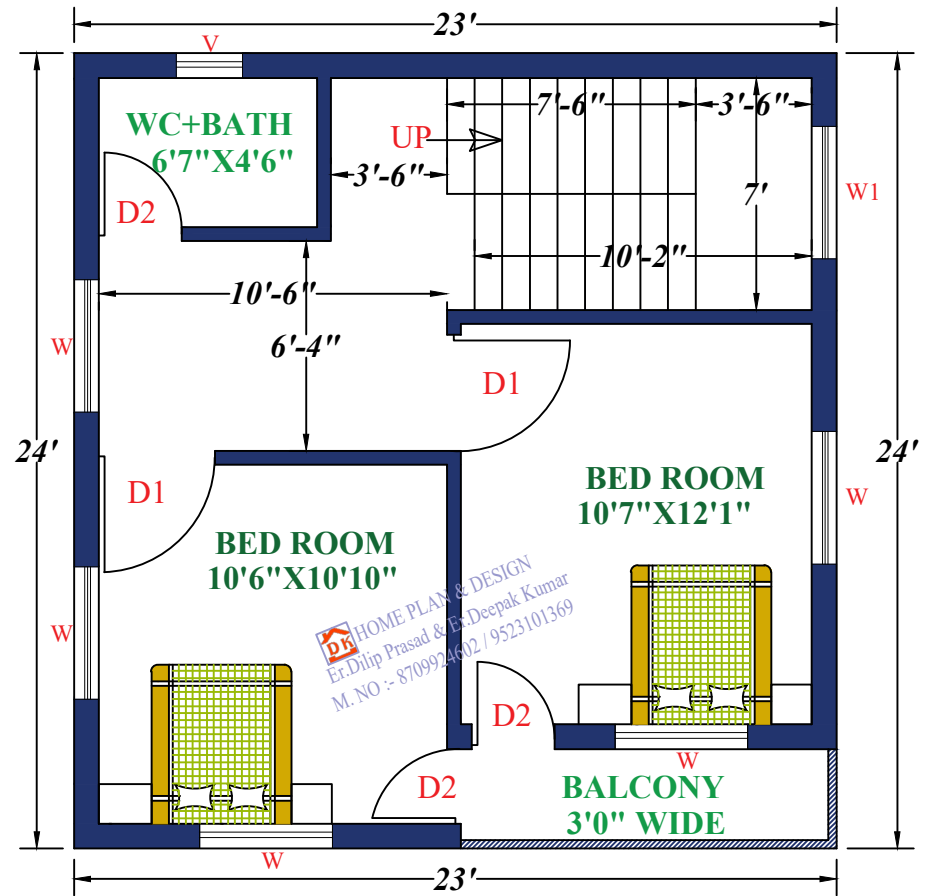 23'
V
WC+BATH
6'7"X4'6"
D2
UP
7'-6"
3'-6"
3'-6"
7'
W1
10'-2"
10'-6"
6'-4"
W
D1
24'
24'
D1
BED ROOM
10'7"X12'1"
W
BED ROOM
10'6"X10'10"
DK
HOME PLAN & DESIGN
Er.Dilip Prasad & Er.Deepak Kumar
M. NO :- 8709924602 / 9523101369
W
D2
D2
W
BALCONY
3'0" WIDE
W
23'